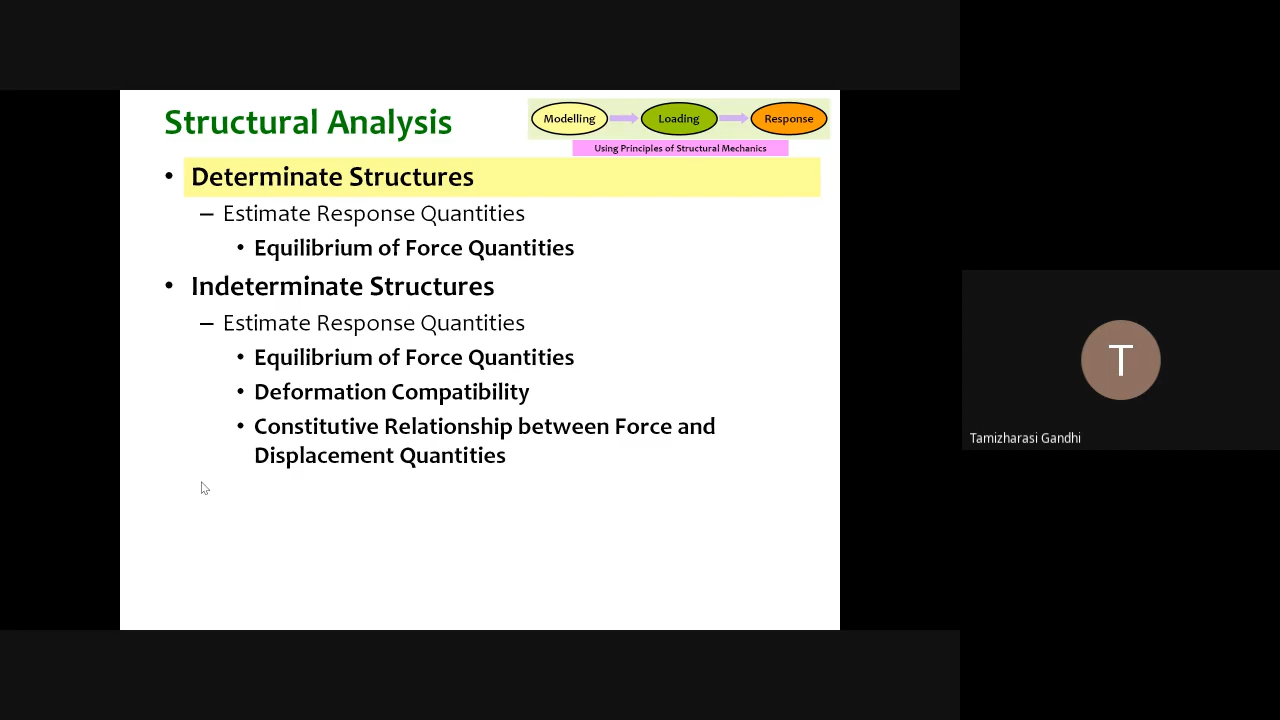 Structural Analysis
Modelling
Loading
Response
Using Principles of Structural Mechanics
• Determinate Structures
– Estimate Response Quantities
• Equilibrium of Force Quantities
• Indeterminate Structures
– Estimate Response Quantities
• Equilibrium of Force Quantities
• Deformation Compatibility
• Constitutive Relationship between Force and
Displacement Quantities
T
Tamizharasi Gandhi